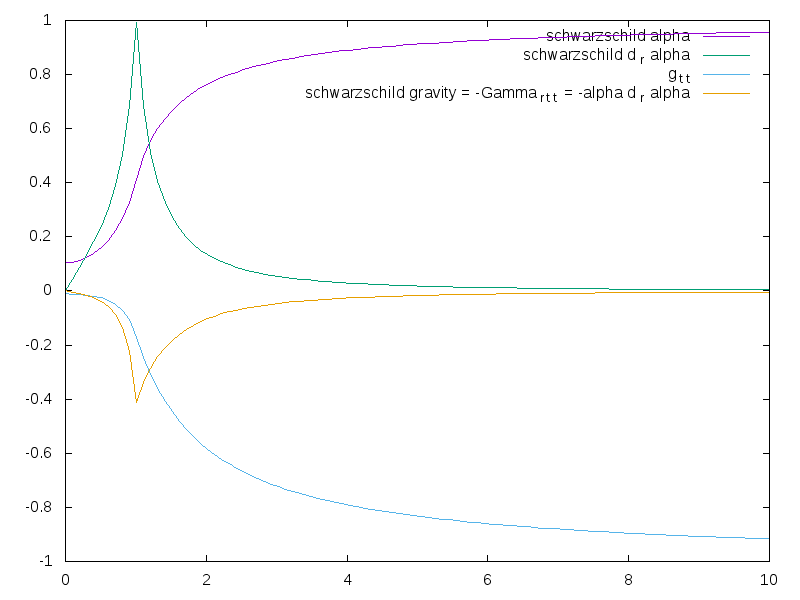 1
0.8
0.6
0.4
0.2
0
-0.2
-0.4
-0.6
-0.8
-1
schwarzschild alpha
schwarzschild d r alpha
g t t
schwarzschild gravity = -Gamma r t t = -alpha d r alpha
0 2 4 6 8 10